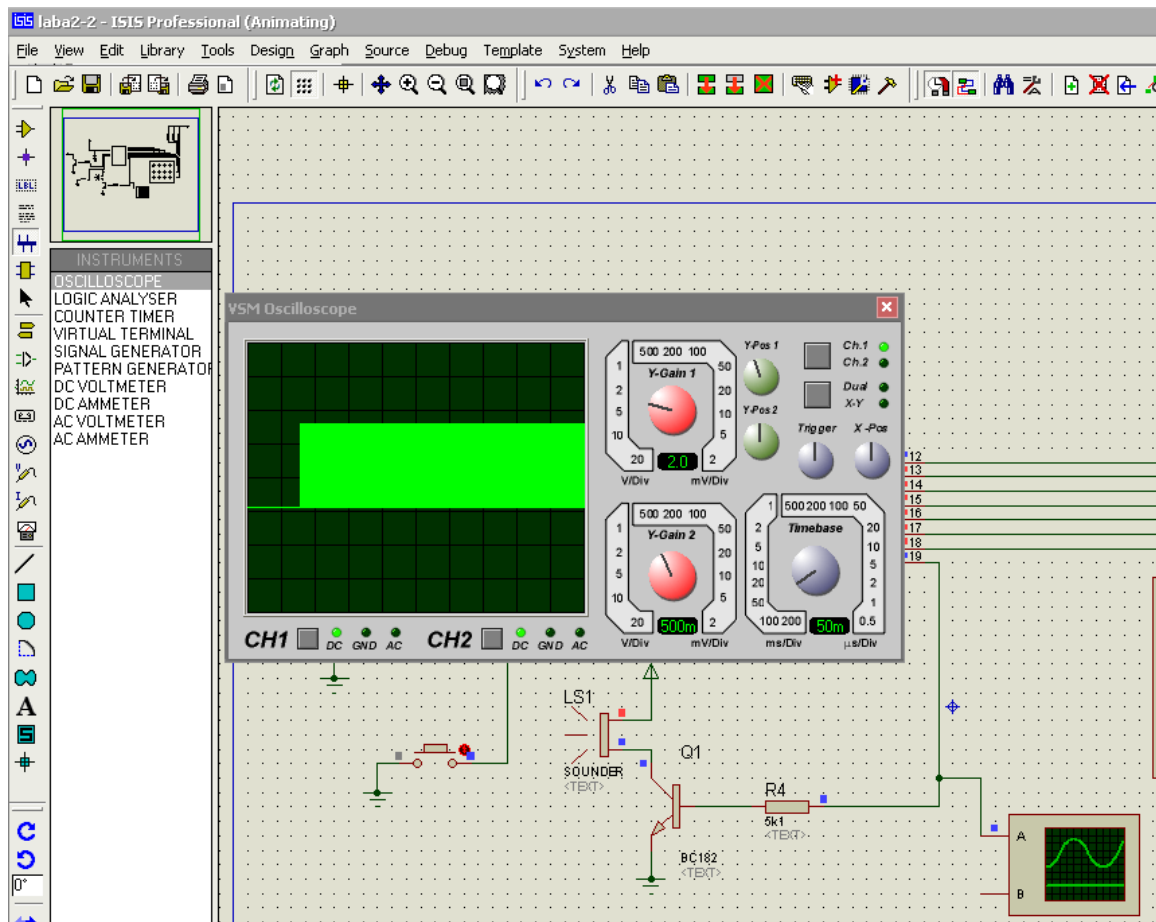 isis laba2-2 - ISIS Professional (Animating)
File View Edit Library Tools Design Graph Source Debug Template System Help
LBL
INSTRUMENTS
OSCILLOSCOPE
LOGIC ANALYSER
COUNTER TIMER
VIRTUAL TERMINAL
SIGNAL GENERATOR
PATTERN GENERATOR
DC VOLTMETER
DC AMMETER
AC VOLTMETER
AC AMMETER
A
S
0°
VSM Oscilloscope
500 200 100
1
2
5
10
20
50
20
10
5
2
Y-Gain 1
2.0
V/Div
mV/Div
Y-Pos 1
Y-Pos 2
Ch.1
Ch.2
Dual
X-Y
Trigger
X -Pos
500 200 100
1
2
5
10
20
50
20
10
5
2
Y-Gain 2
500m
V/Div
mV/Div
1
500 200 100 50
2
5
10
20
50
100 200
20
10
5
2
1
0.5
Timebase
50m
ms/Div
µs/Div
CH1
DC GND AC
CH2
DC GND AC
12
13
14
15
16
17
18
19
LS1
SOUNDER
<TEXT>
Q1
BC182
<TEXT>
R4
5k1
<TEXT>
A
B